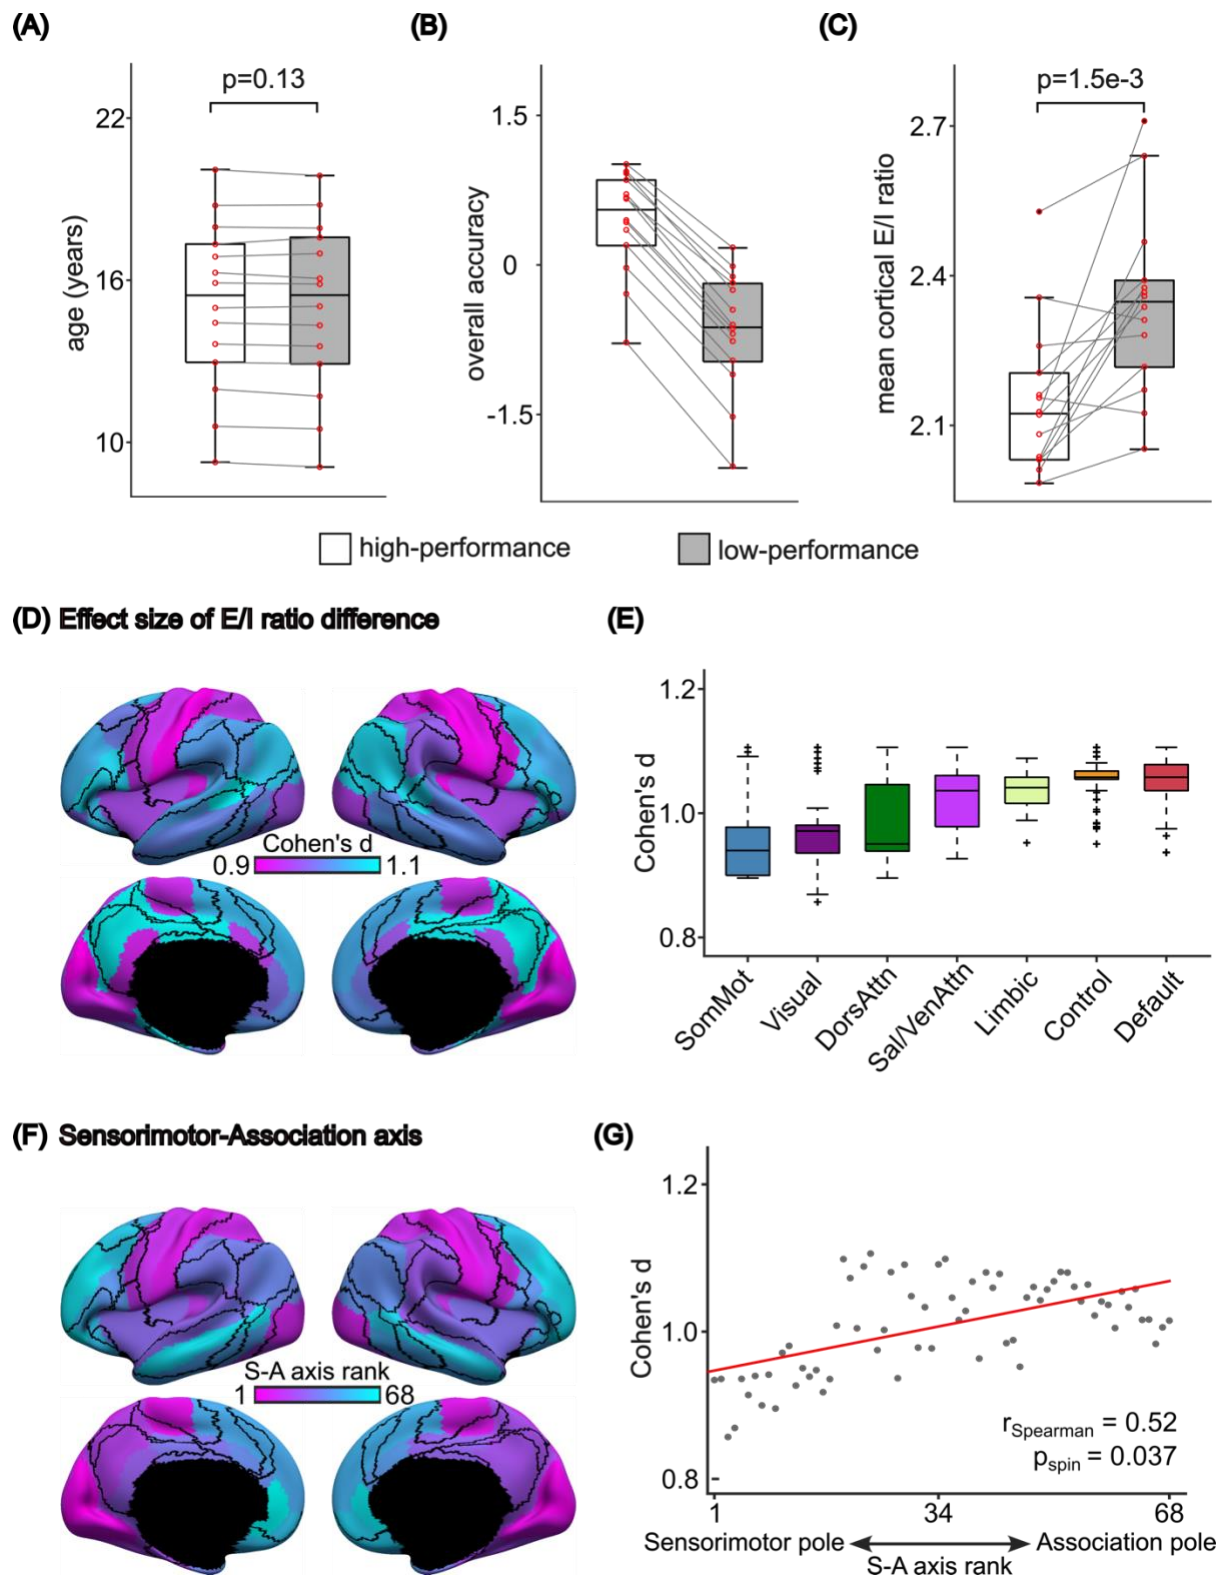 (A)
(B)
(C)
p=0.13
p=1.5e-3
22
16
10
age (years)
1.5
0
-1.5
overall accuracy
2.7
2.4
2.1
mean cortical E/I ratio
high-performance
low-performance
(D) Effect size of E/I ratio difference
(E)
Cohen's d
0.9
1.1
1.2
1.0
0.8
Cohen's d
SomMot
Visual
DorsAttn
Sal/VenAttn
Limbic
Control
Default
(F) Sensorimotor-Association axis
(G)
S-A axis rank
1
68
1.2
1.0
0.8
Cohen's d
rSpearman = 0.52
pspin = 0.037
1
34
68
Sensorimotor pole
Association pole
S-A axis rank